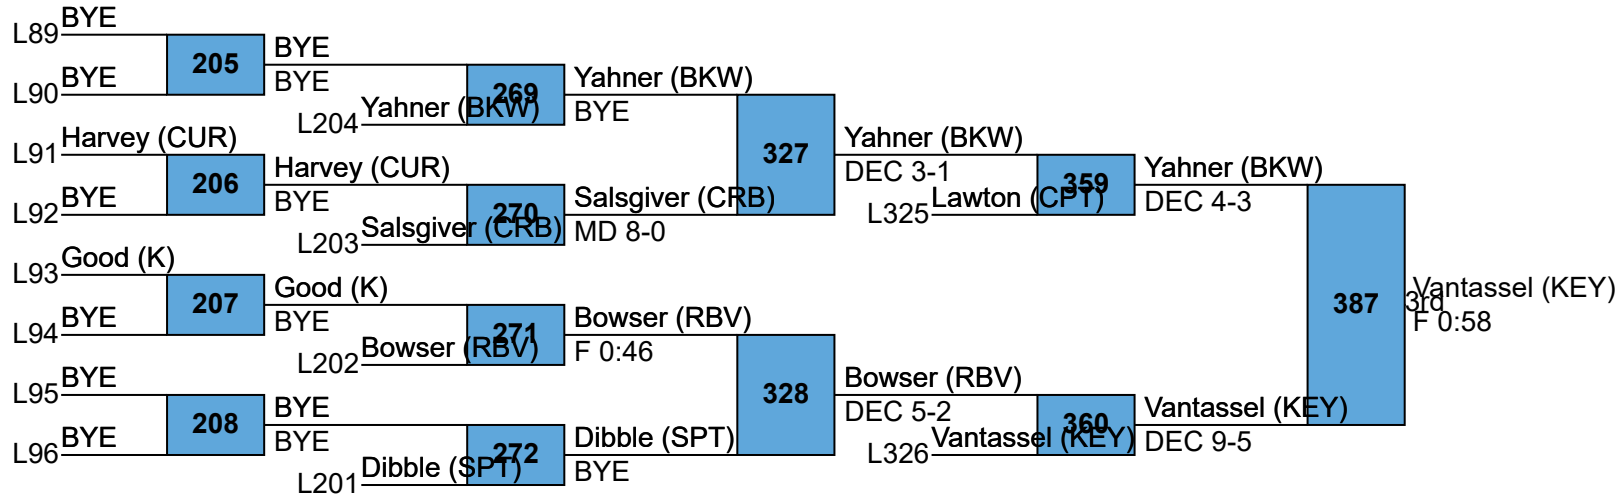 L89 BYE
205
L90 BYE
BYE
BYE
269
L204 Yahner (BKW)
Yahner (BKW)
BYE
L91 Harvey (CUR)
206
L92 BYE
Harvey (CUR)
BYE
270
L203 Salsgiver (CRB)
Salsgiver (CRB)
MD 8-0
327
Yahner (BKW)
DEC 3-1
359
L325 Lawton (CPT)
Yahner (BKW)
DEC 4-3
L93 Good (K)
207
L94 BYE
Good (K)
BYE
271
L202 Bowser (RBV)
Bowser (RBV)
F 0:46
L95 BYE
208
L96 BYE
BYE
BYE
272
L201 Dibble (SPT)
Dibble (SPT)
BYE
328
Bowser (RBV)
DEC 5-2
360
L326 Vantassel (KEY)
Vantassel (KEY)
DEC 9-5
387
3rd
Vantassel (KEY)
F 0:58